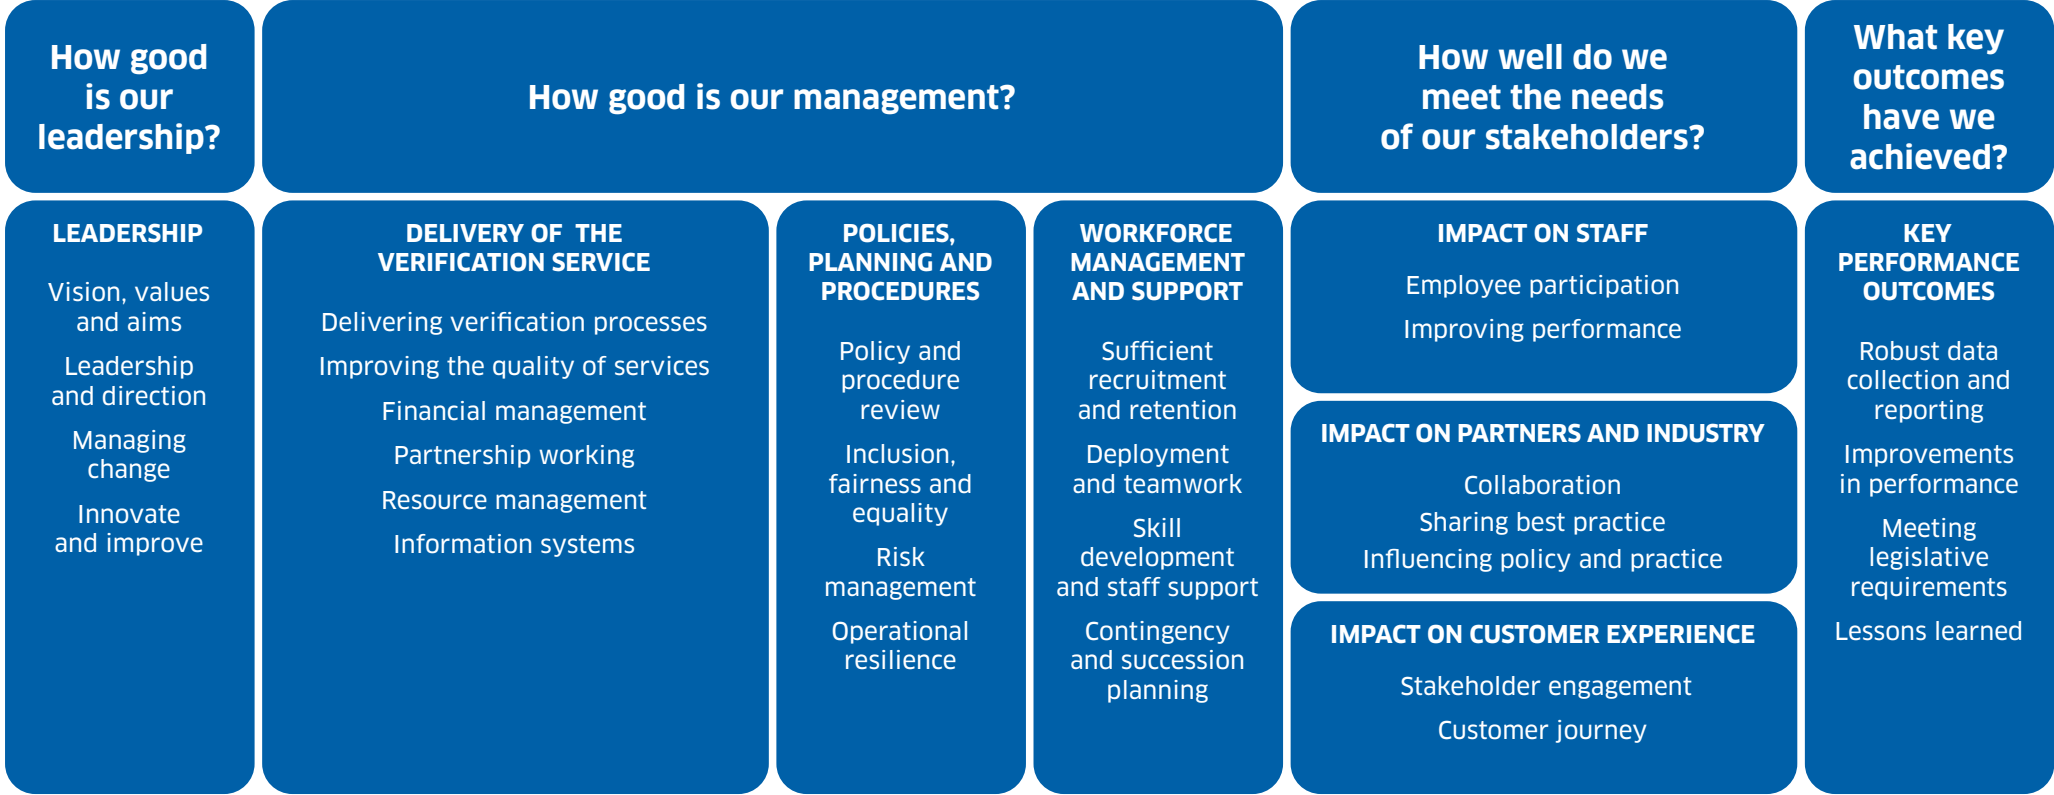 How good
is our
leadership?
How good is our management?
How well do we
meet the needs
of our stakeholders?
What key
outcomes
have we
achieved?
LEADERSHIP
Vision, values
and aims
Leadership
and direction
Managing
change
Innovate
and improve
DELIVERY OF THE
VERIFICATION SERVICE
Delivering verification processes
Improving the quality of services
Financial management
Partnership working
Resource management
Information systems
POLICIES,
PLANNING AND
PROCEDURES
Policy and
procedure
review
Inclusion,
fairness and
equality
Risk
management
Operational
resilience
WORKFORCE
MANAGEMENT
AND SUPPORT
Sufficient
recruitment
and retention
Deployment
and teamwork
Skill
development
and staff support
Contingency
and succession
planning
IMPACT ON STAFF
Employee participation
Improving performance
IMPACT ON PARTNERS AND INDUSTRY
Collaboration
Sharing best practice
Influencing policy and practice
IMPACT ON CUSTOMER EXPERIENCE
Stakeholder engagement
Customer journey
KEY
PERFORMANCE
OUTCOMES
Robust data
collection and
reporting
Improvements
in performance
Meeting
legislative
requirements
Lessons learned